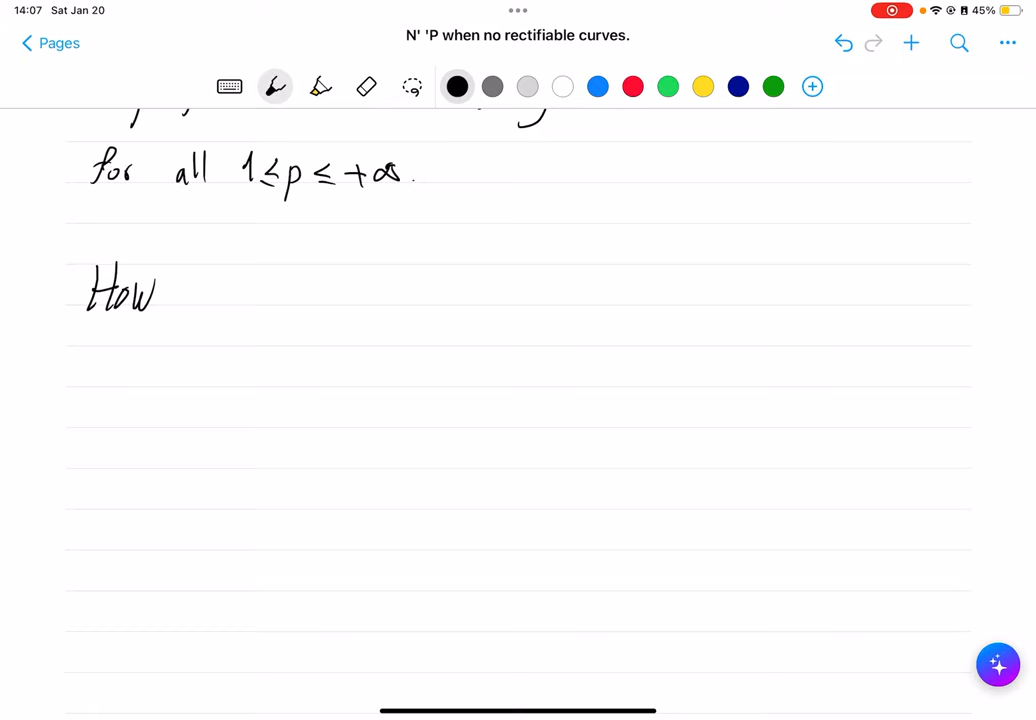 14:07 Sat Jan 20
45%
Pages
N' 'P when no rectifiable curves.
for all 1 ≤ p ≤ +∞.
How